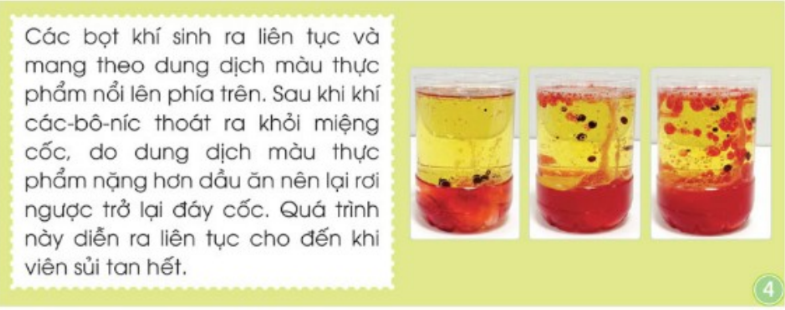 Các bọt khí sinh ra liên tục và
mang theo dung dịch màu thực
phẩm nổi lên phía trên. Sau khi khí
các-bô-níc thoát ra khỏi miệng
cốc, do dung dịch màu thực
phẩm nặng hơn dầu ăn nên lại rơi
ngược trở lại đáy cốc. Quá trình
này diễn ra liên tục cho đến khi
viên sủi tan hết.
4